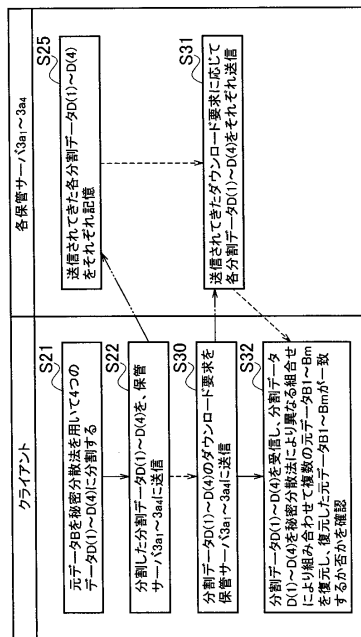 クライアント
各保管サーバ3a₁~3a₄
S21
元データBを秘密分散法を用いて4つの
データD(1)~D(4)に分割する
S22
分割した分割データD(1)~D(4)を、保管
サーバ3a₁~3a₄に送信
S25
送信されてきた各分割データD(1)~D(4)
をそれぞれ記憶
S30
分割データD(1)~D(4)のダウンロード要求を
保管サーバ3a₁~3a₄に送信
S31
送信されてきたダウンロード要求に応じて
各分割データD(1)~D(4)をそれぞれ送信
S32
分割データD(1)~D(4)を受信し、分割データ
D(1)~D(4)を秘密分散法により異なる組合せ
により組み合わせて複数の元データB1~Bm
を復元し、復元した元データB1~Bmが一致
するか否かを確認